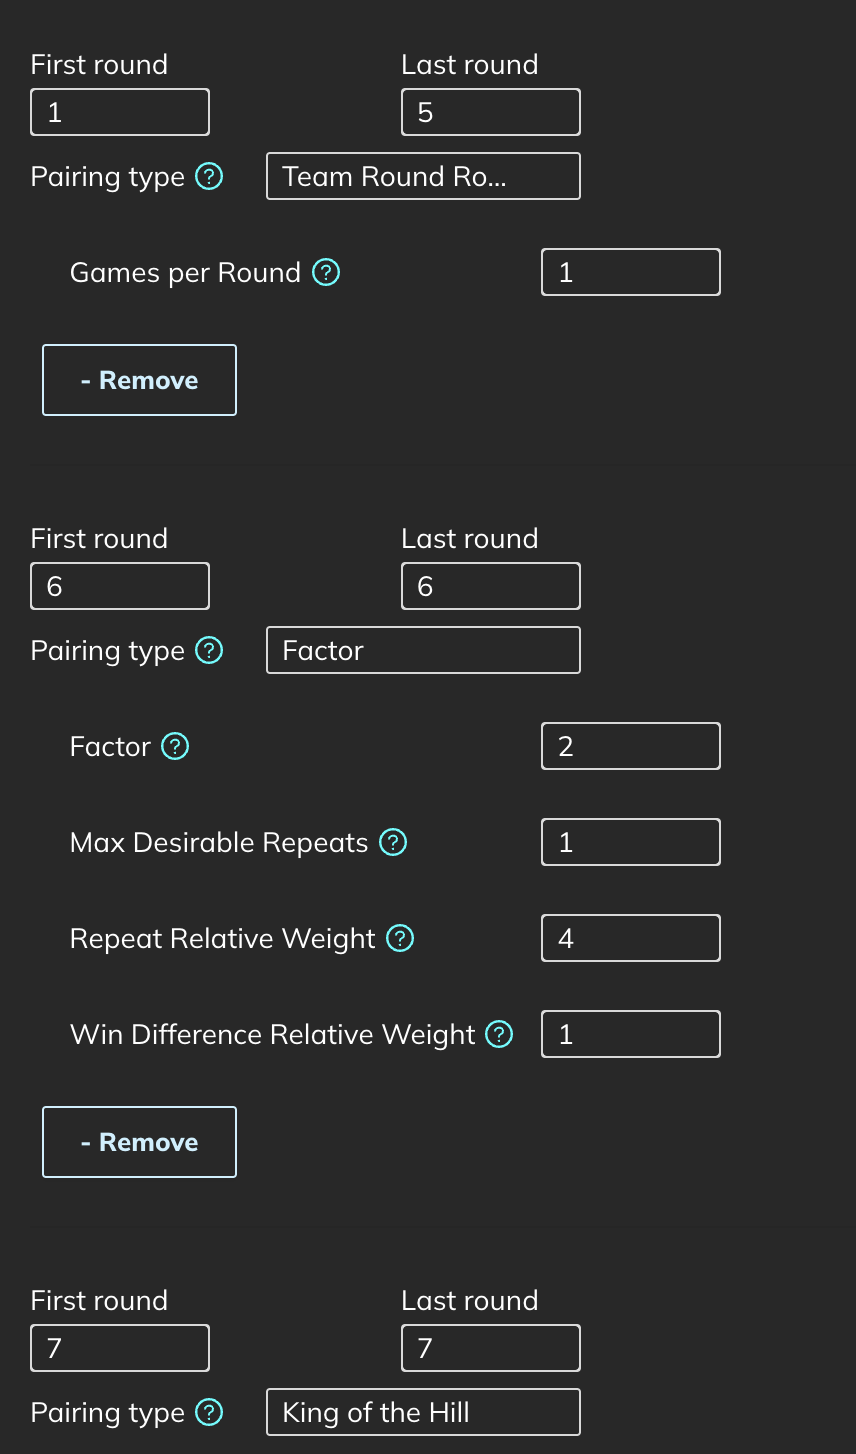 First round Last round
1 5
Pairing type ? Team Round Ro...
Games per Round ? 1
- Remove
First round Last round
6 6
Pairing type ? Factor
Factor ? 2
Max Desirable Repeats ? 1
Repeat Relative Weight ? 4
Win Difference Relative Weight ? 1
- Remove
First round Last round
7 7
Pairing type ? King of the Hill